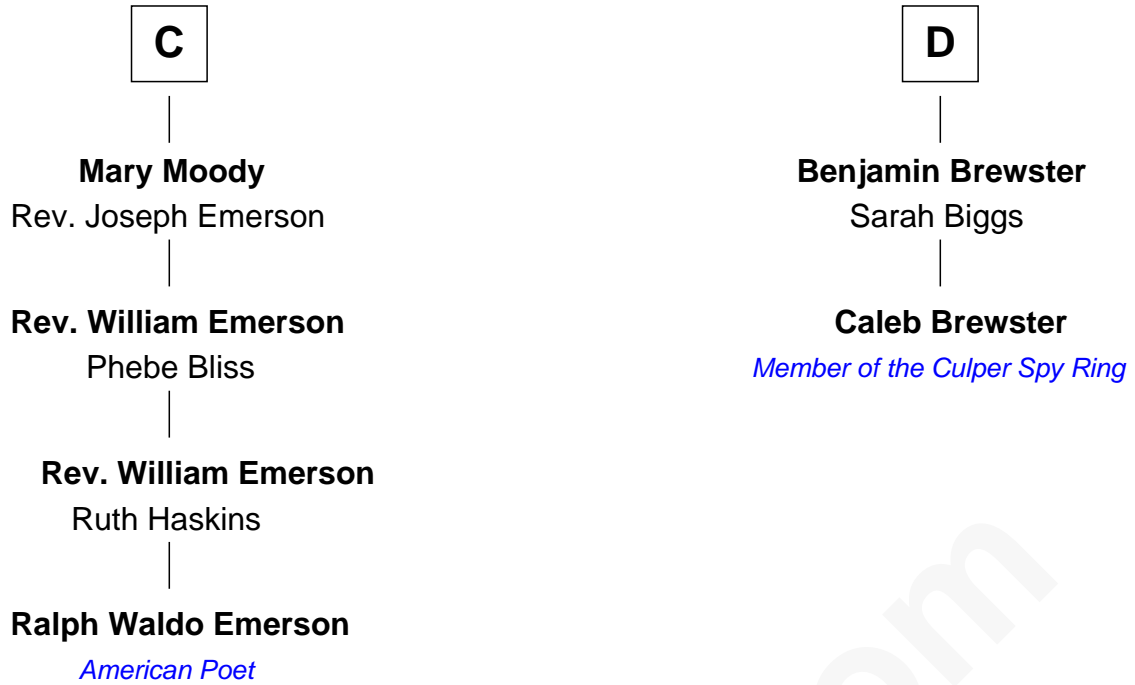 C
Mary Moody
Rev. Joseph Emerson
Rev. William Emerson
Phebe Bliss
Rev. William Emerson
Ruth Haskins
Ralph Waldo Emerson
American Poet
D
Benjamin Brewster
Sarah Biggs
Caleb Brewster
Member of the Culper Spy Ring